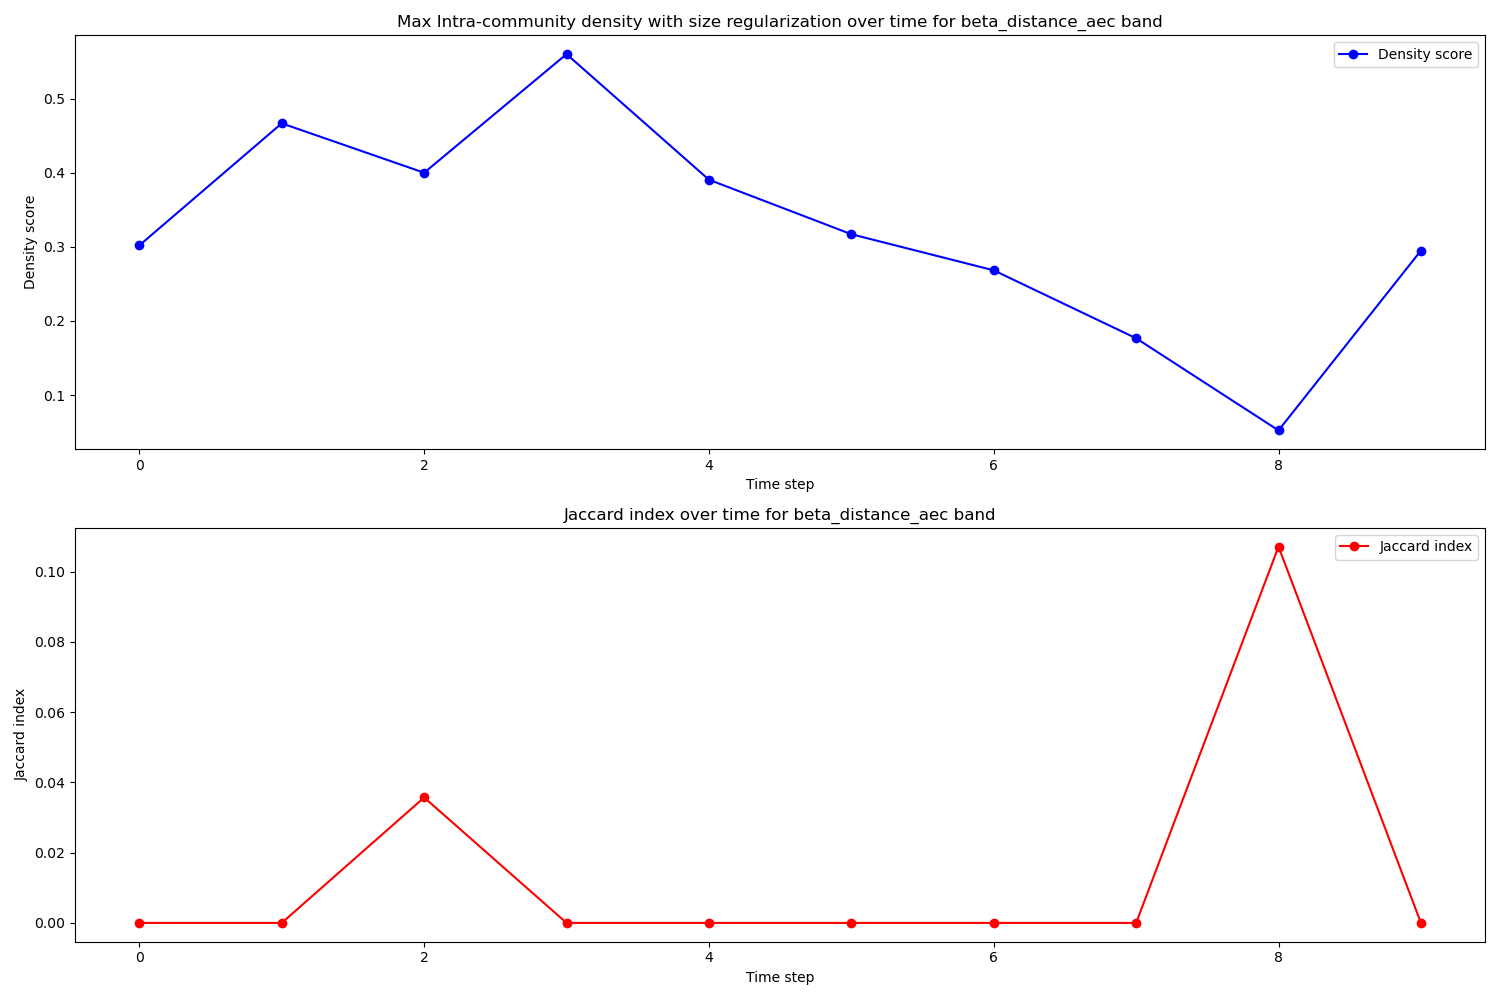 Max Intra-community density with size regularization over time for beta_distance_aec band
Density score
Density score
0.5
0.4
0.3
0.2
0.1
0 2 4 6 8
Time step
Jaccard index over time for beta_distance_aec band
Jaccard index
Jaccard index
0.10
0.08
0.06
0.04
0.02
0.00
0 2 4 6 8
Time step